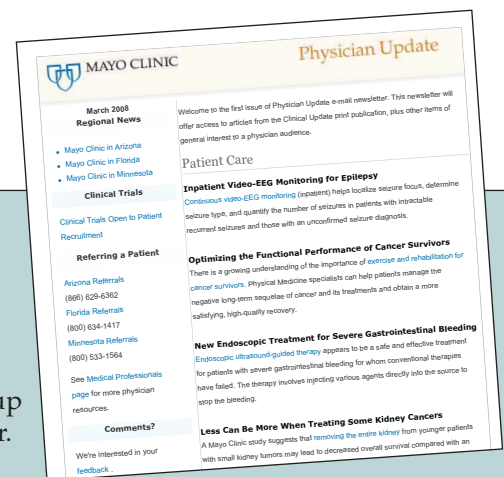 MAYO CLINIC
Physician Update
March 2008
Regional News
• Mayo Clinic in Arizona
• Mayo Clinic in Florida
• Mayo Clinic in Minnesota
Clinical Trials
Clinical Trials Open to Patient
Recruitment
Referring a Patient
Arizona Referrals
(866) 629-6362
Florida Referrals
(800) 634-1417
Minnesota Referrals
(800) 533-1564
See Medical Professionals
page for more physician
resources.
Comments?
We're interested in your
feedback .
Welcome to the first issue of Physician Update e-mail newsletter. This newsletter will
offer access to articles from the Clinical Update print publication, plus other items of
general interest to a physician audience.
Patient Care
Inpatient Video-EEG Monitoring for Epilepsy
Continuous video-EEG monitoring (inpatient) helps localize seizure focus, determine
seizure type, and quantify the number of seizures in patients with intractable
recurrent seizures and those with an unconfirmed seizure diagnosis.
Optimizing the Functional Performance of Cancer Survivors
There is a growing understanding of the importance of exercise and rehabilitation for
cancer survivors. Physical Medicine specialists can help patients manage the
negative long-term sequelae of cancer and its treatments and obtain a more
satisfying, high-quality recovery.
New Endoscopic Treatment for Severe Gastrointestinal Bleeding
Endoscopic ultrasound-guided therapy appears to be a safe and effective treatment
for patients with severe gastrointestinal bleeding for whom conventional therapies
have failed. The therapy involves injecting various agents directly into the source to
stop the bleeding.
Less Can Be More When Treating Some Kidney Cancers
A Mayo Clinic study suggests that removing the entire kidney from younger patients
with small kidney tumors may lead to decreased overall survival compared with an